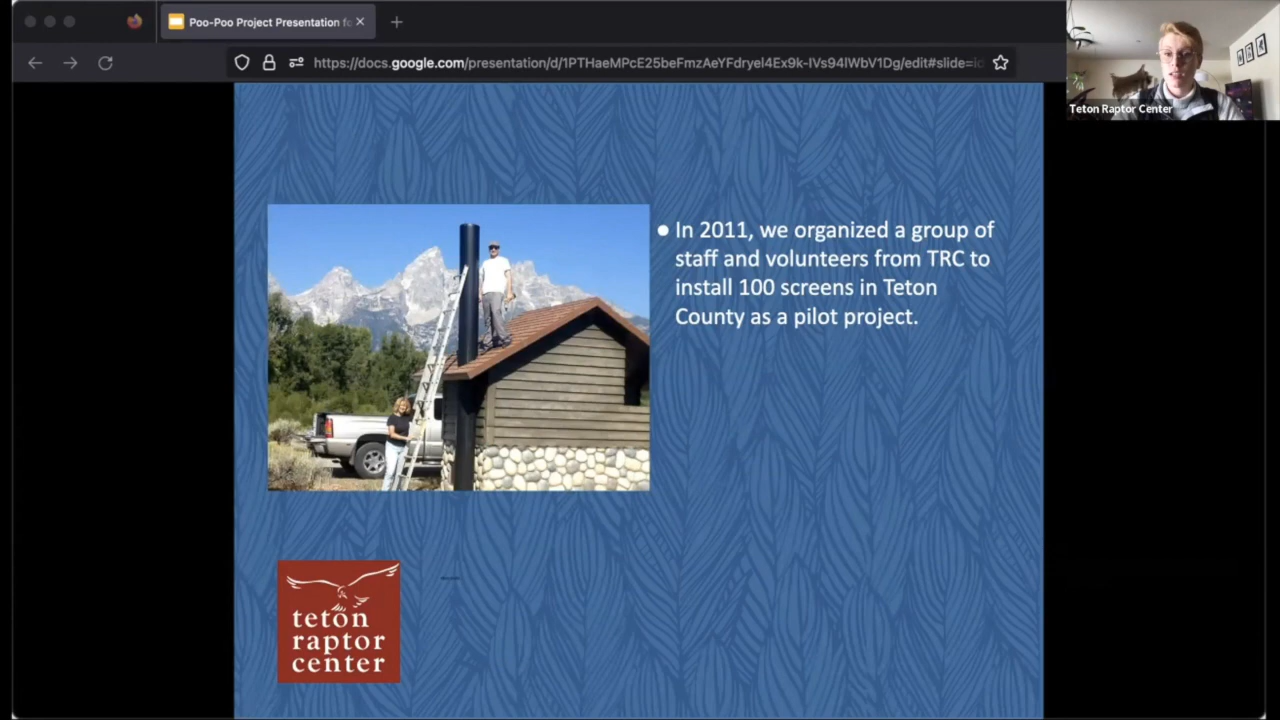 Poo-Poo Project Presentation fo
https://docs.google.com/presentation/d/1PTHaeMPcE25beFmzAeYFdryel4Ex9k-IVs94lWbV1Dg/edit#slide=ic
Teton Raptor Center
In 2011, we organized a group of
staff and volunteers from TRC to
install 100 screens in Teton
County as a pilot project.
teton
raptor
center